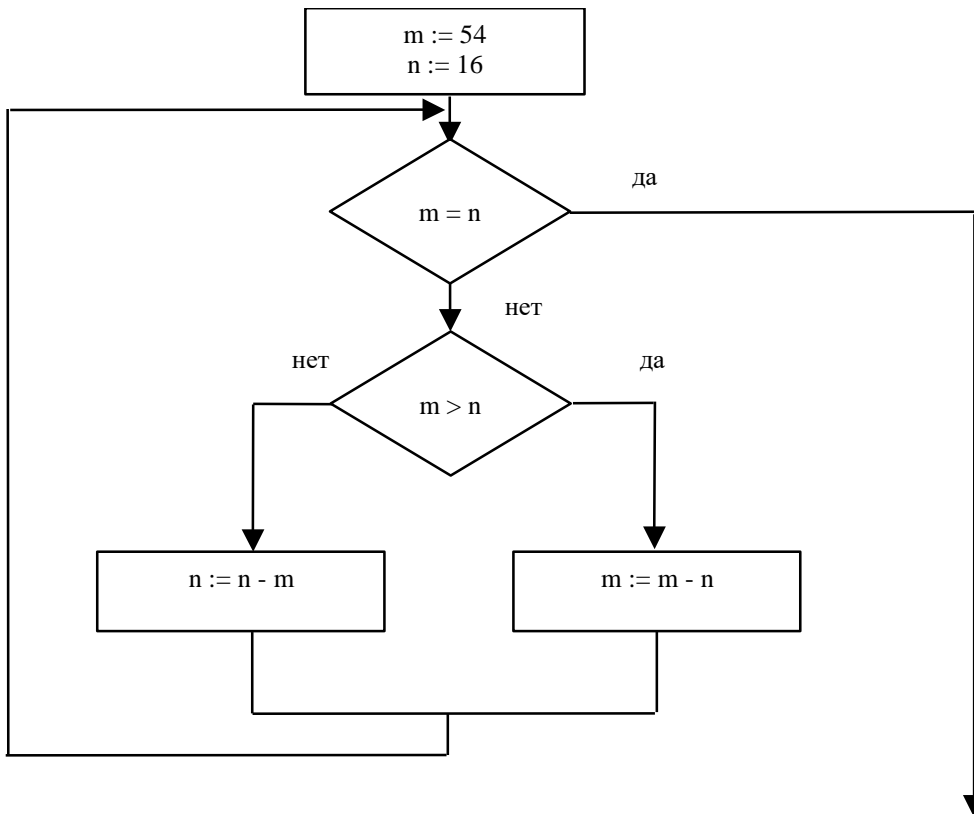 m := 54
n := 16
да
m = n
нет
нет
да
m > n
n := n - m
m := m - n